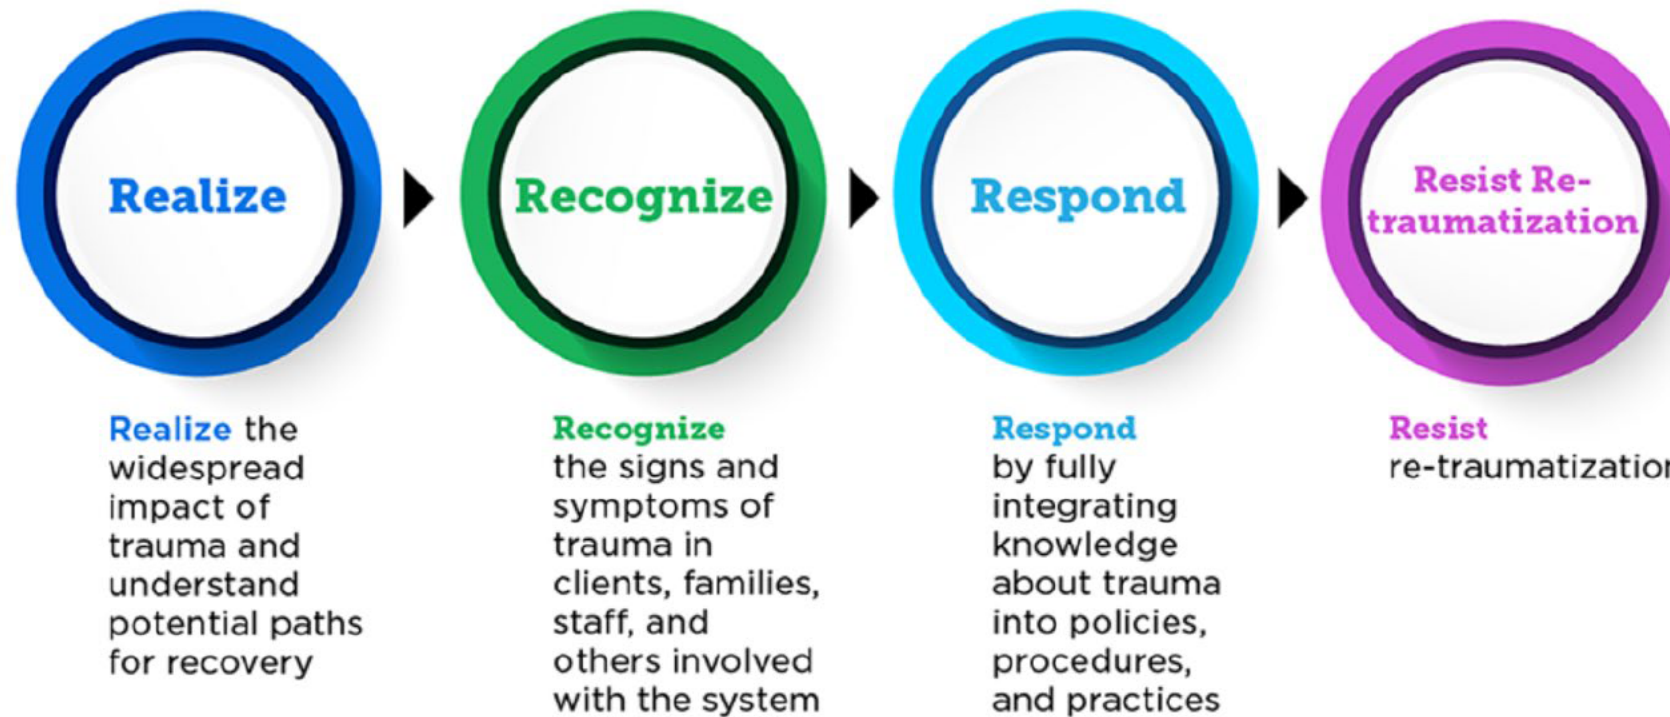 Realize
Recognize
Respond
Resist Re-
traumatization
Realize the
widespread
impact of
trauma and
understand
potential paths
for recovery
Recognize
the signs and
symptoms of
trauma in
clients, families,
staff, and
others involved
with the system
Respond
by fully
integrating
knowledge
about trauma
into policies,
procedures,
and practices
Resist
re-traumatization